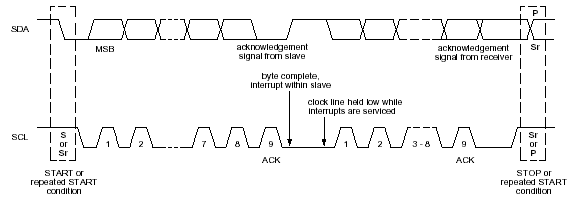 SDA
P
MSB
acknowledgement
signal from slave
acknowledgement
signal from receiver
Sr
byte complete,
interrupt within slave
clock line held low while
interrupts are serviced
SCL
S
or
Sr
1
2
7
8
9
1
2
3 - 8
9
Sr
or
P
ACK
ACK
START or
repeated START
condition
STOP or
repeated START
condition